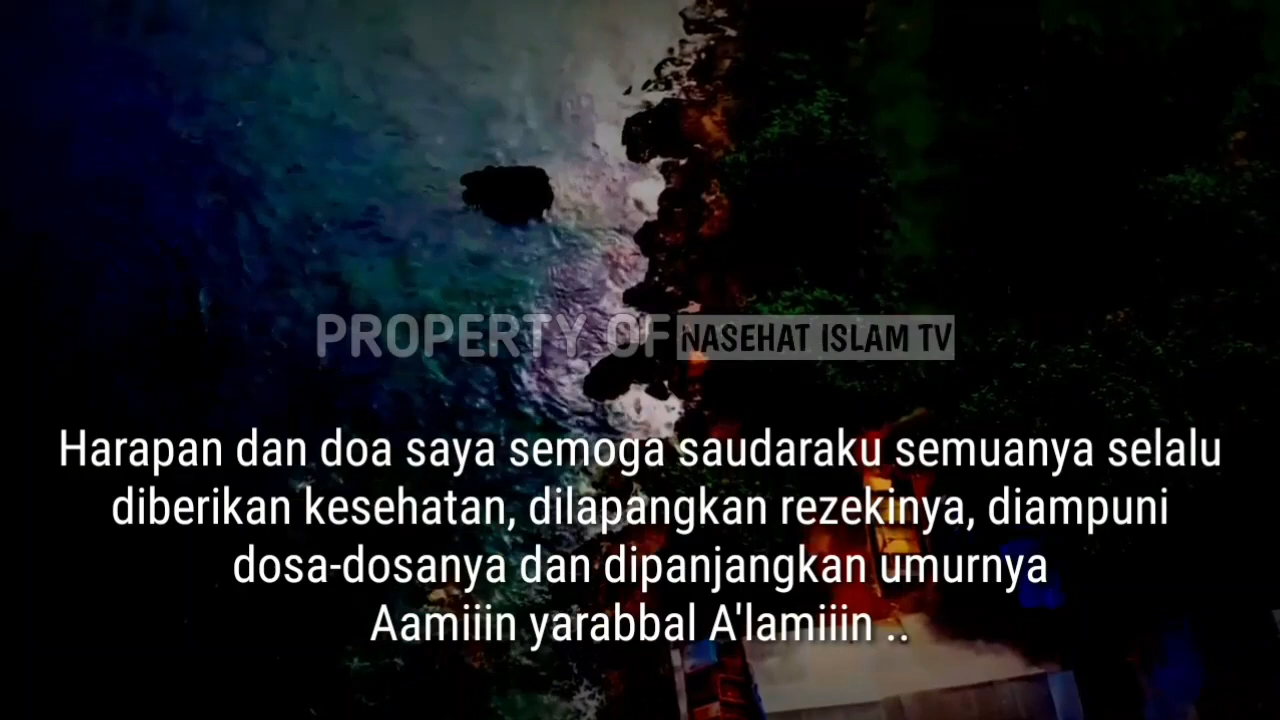 PROPERTY OF NASEHAT ISLAM TV
Harapan dan doa saya semoga saudaraku semuanya selalu
diberikan kesehatan, dilapangkan rezekinya, diampuni
dosa-dosanya dan dipanjangkan umurnya
Aamiiin yarabbal A'lamiiin ..